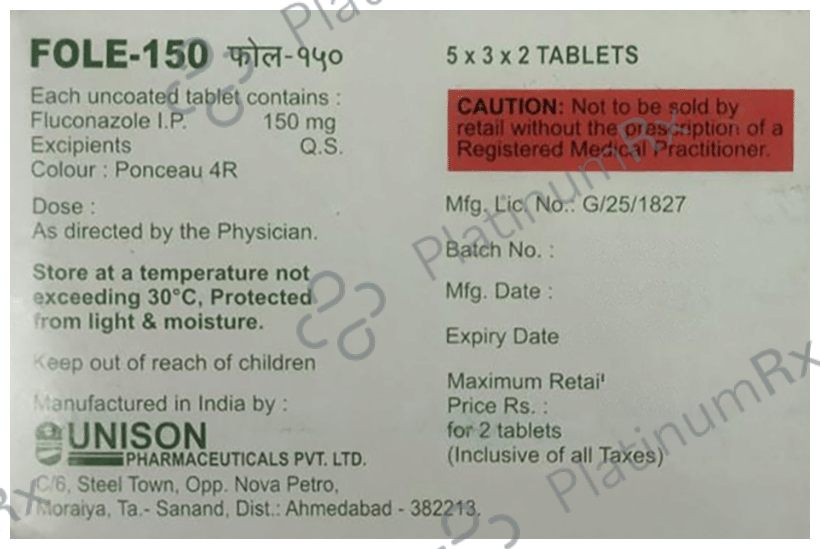 FOLE-150 फोल-१५०
Each uncoated tablet contains :
Fluconazole I.P. 150 mg
Excipients Q.S.
Colour : Ponceau 4R
Dose :
As directed by the Physician.
Store at a temperature not
exceeding 30°C, Protected
from light & moisture.
Keep out of reach of children
Manufactured in India by :
UNISON
PHARMACEUTICALS PVT. LTD.
C/6, Steel Town, Opp. Nova Petro,
Moraiya, Ta.- Sanand, Dist.: Ahmedabad - 382213.
5 x 3 x 2 TABLETS
CAUTION: Not to be sold by
retail without the prescription of a
Registered Medical Practitioner.
Mfg. Lic. No.: G/25/1827
Batch No. :
Mfg. Date :
Expiry Date
Maximum Retail
Price Rs. :
for 2 tablets
(Inclusive of all Taxes)
PlatinumRx
PlatinumRx
PlatinumRx
Rx